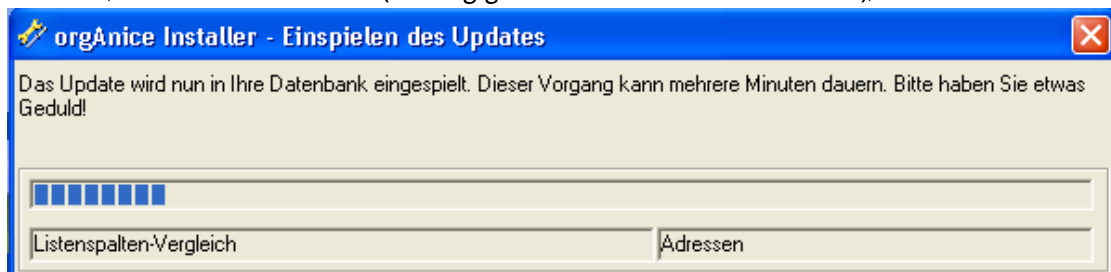 orgAnice Installer - Einspielen des Updates
Das Update wird nun in Ihre Datenbank eingespielt. Dieser Vorgang kann mehrere Minuten dauern. Bitte haben Sie etwas
Geduld!
Listenspalten-Vergleich
Adressen